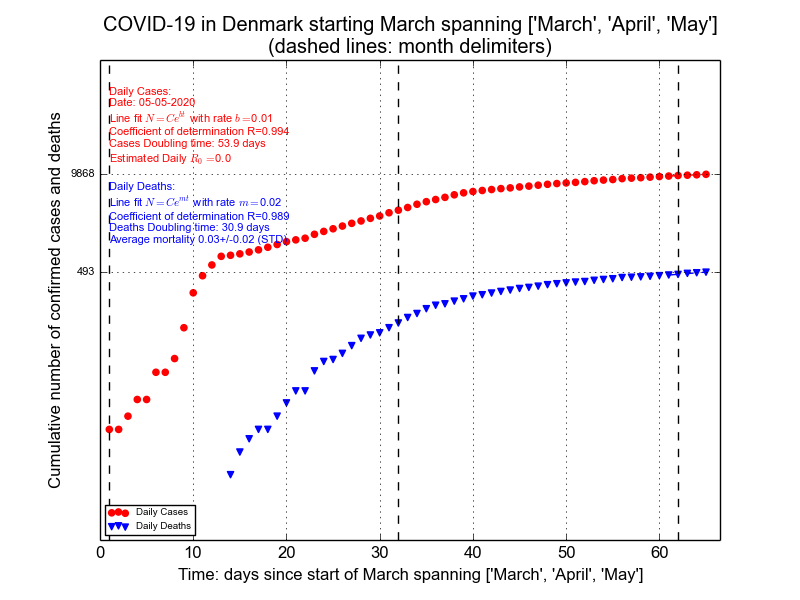 COVID-19 in Denmark starting March spanning ['March', 'April', 'May']
(dashed lines: month delimiters)
Daily Cases:
Date: 05-05-2020
Line fit N = Ce^{bt} with rate b =0.01
Coefficient of determination R=0.994
Cases Doubling time: 53.9 days
Estimated Daily R_0 =0.0
Daily Deaths:
Line fit N = Ce^{mt} with rate m =0.02
Coefficient of determination R=0.989
Deaths Doubling time: 30.9 days
Average mortality 0.03+/-0.02 (STD)
9868
493
Cumulative number of confirmed cases and deaths
Daily Cases
Daily Deaths
0 10 20 30 40 50 60
Time: days since start of March spanning ['March', 'April', 'May']